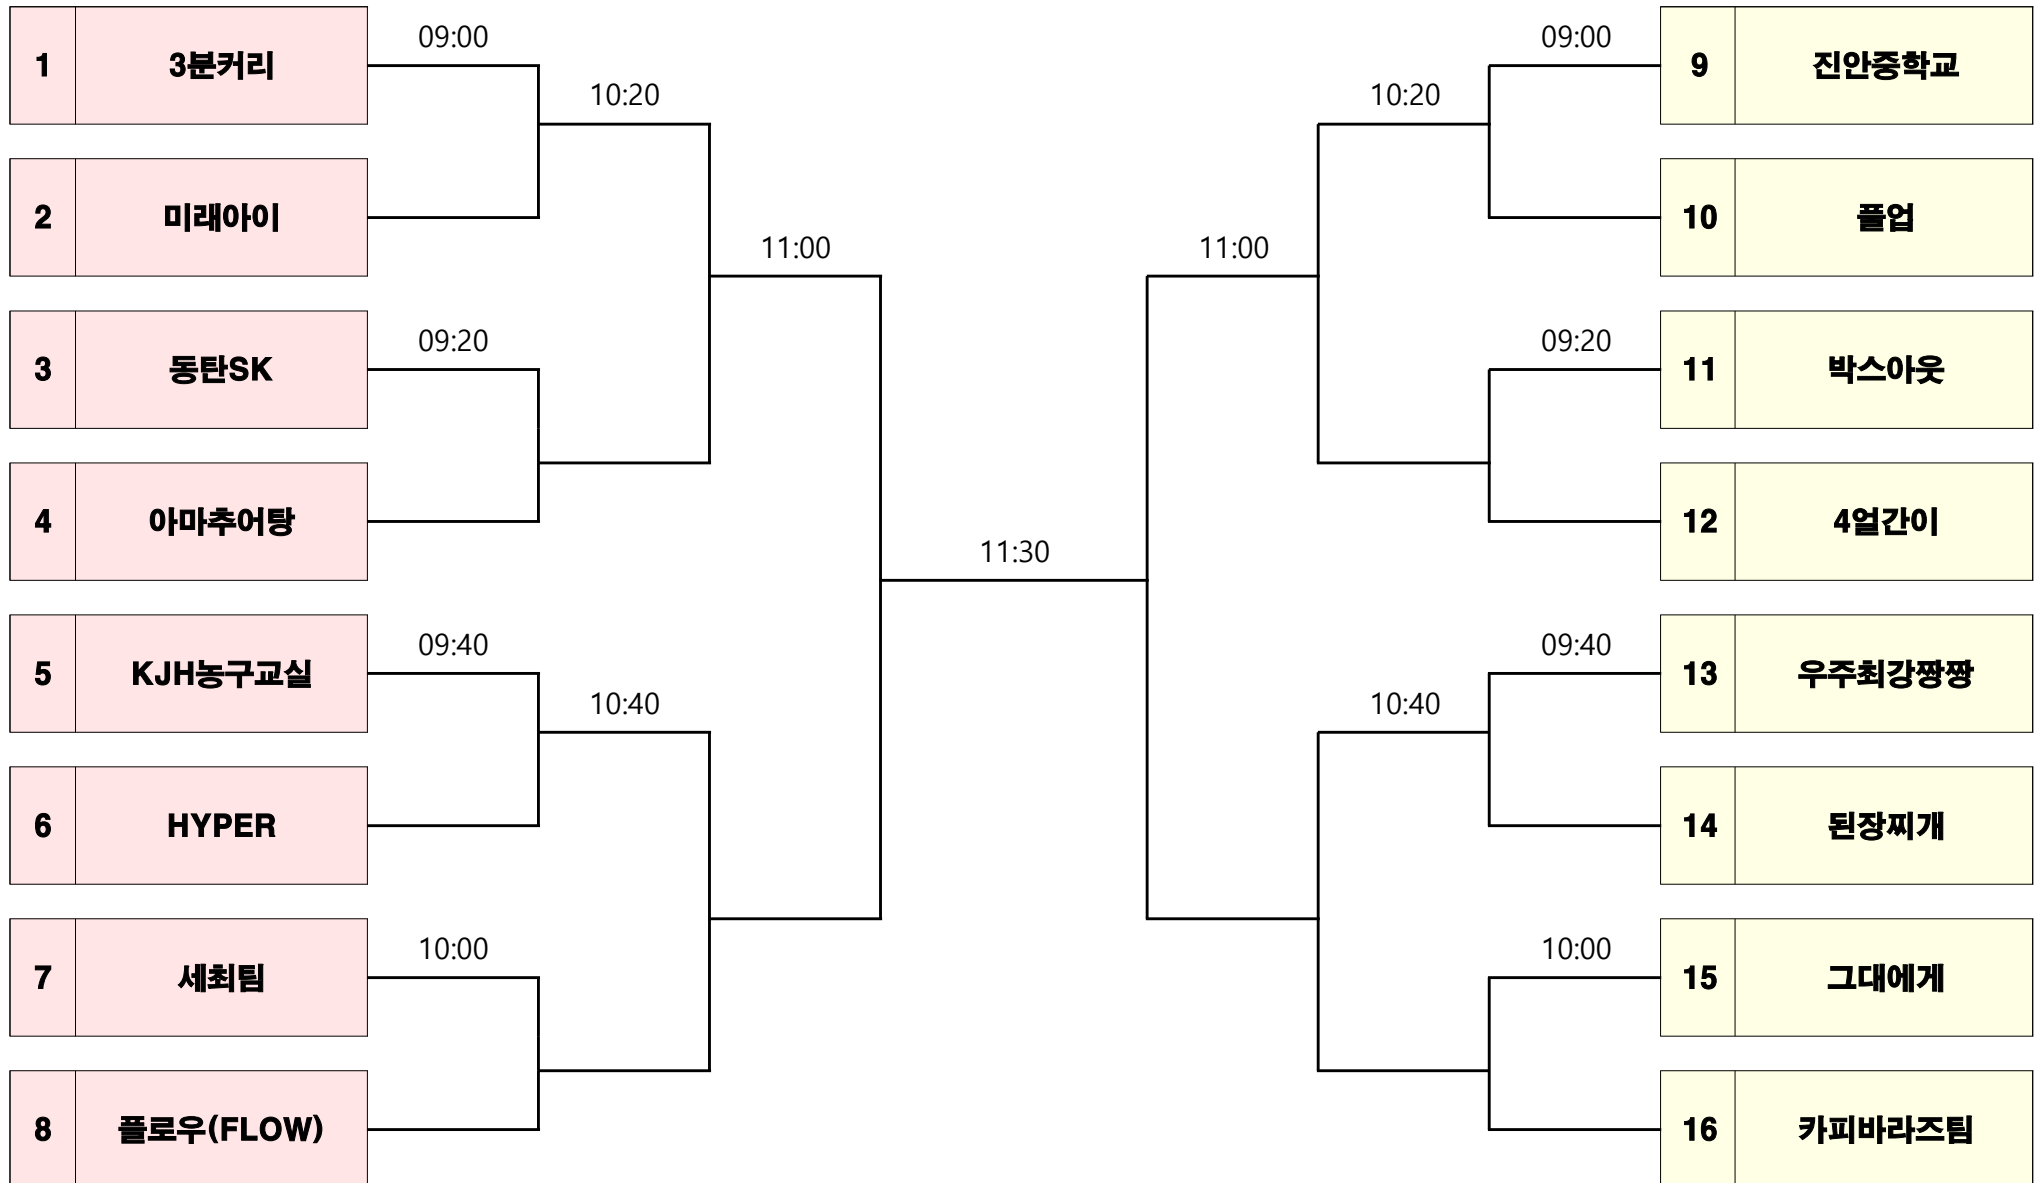 09:00
09:00
1 3분커리
9 진안중학교
10:20
10:20
2 미래아이
10 플업
11:00
11:00
09:20
09:20
3 동탄SK
11 박스아웃
4 아마추어탕
12 4얼간이
11:30
09:40
09:40
5 KJH농구교실
13 우주최강짱짱
10:40
10:40
6 HYPER
14 된장찌개
10:00
10:00
7 세최팀
15 그대에게
8 플로우(FLOW)
16 카피바라즈팀